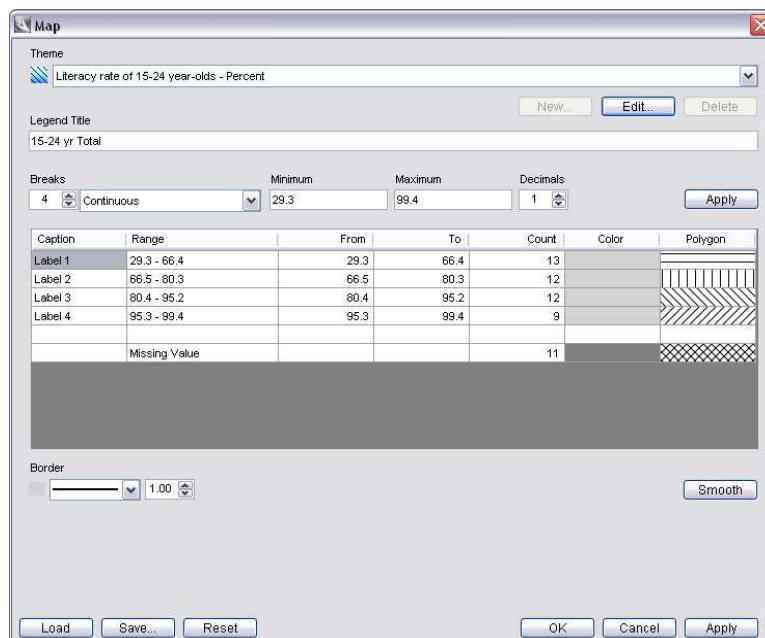 Map
Theme
Literacy rate of 15-24 year-olds - Percent
New... Edit... Delete
Legend Title
15-24 yr Total
Breaks Minimum Maximum Decimals
4 Continuous 29.3 99.4 1 Apply
Caption Range From To Count Color Polygon
Label 1 29.3 - 66.4 29.3 66.4 13
Label 2 66.5 - 80.3 66.5 80.3 12
Label 3 80.4 - 95.2 80.4 95.2 12
Label 4 95.3 - 99.4 95.3 99.4 9
Missing Value 11
Border
1.00 Smooth
Load Save... Reset OK Cancel Apply